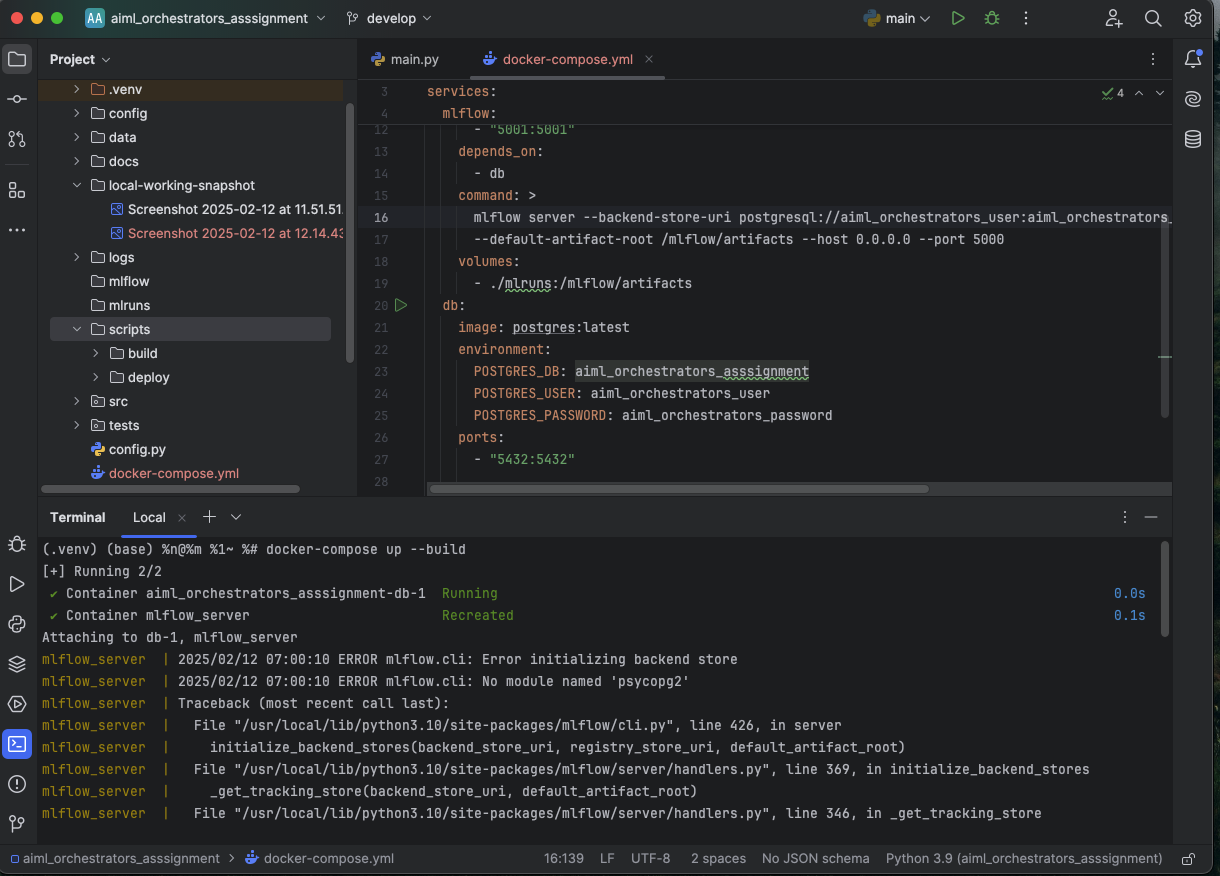 AA aiml_orchestrators_asssignment develop main
Project
main.py
docker-compose.yml
.venv
config
data
docs
local-working-snapshot
Screenshot 2025-02-12 at 11.51.51.
Screenshot 2025-02-12 at 12.14.43
logs
mlflow
mlruns
scripts
build
deploy
src
tests
config.py
docker-compose.yml
4
3 services:
4 mlflow:
12 - "5001:5001"
13 depends_on:
14 - db
15 command: >
16 mlflow server --backend-store-uri postgresql://aiml_orchestrators_user:aiml_orchestrators_
17 --default-artifact-root /mlflow/artifacts --host 0.0.0.0 --port 5000
18 volumes:
19 - ./mlruns:/mlflow/artifacts
20 db:
21 image: postgres:latest
22 environment:
23 POSTGRES_DB: aiml_orchestrators_asssignment
24 POSTGRES_USER: aiml_orchestrators_user
25 POSTGRES_PASSWORD: aiml_orchestrators_password
26 ports:
27 - "5432:5432"
28
Terminal Local
(.venv) (base) %n@%m %1~ %# docker-compose up --build
[+] Running 2/2
✔ Container aiml_orchestrators_asssignment-db-1 Running 0.0s
✔ Container mlflow_server Recreated 0.1s
Attaching to db-1, mlflow_server
mlflow_server | 2025/02/12 07:00:10 ERROR mlflow.cli: Error initializing backend store
mlflow_server | 2025/02/12 07:00:10 ERROR mlflow.cli: No module named 'psycopg2'
mlflow_server | Traceback (most recent call last):
mlflow_server | File "/usr/local/lib/python3.10/site-packages/mlflow/cli.py", line 426, in server
mlflow_server | initialize_backend_stores(backend_store_uri, registry_store_uri, default_artifact_root)
mlflow_server | File "/usr/local/lib/python3.10/site-packages/mlflow/server/handlers.py", line 369, in initialize_backend_stores
mlflow_server | _get_tracking_store(backend_store_uri, default_artifact_root)
mlflow_server | File "/usr/local/lib/python3.10/site-packages/mlflow/server/handlers.py", line 346, in _get_tracking_store
aiml_orchestrators_asssignment > docker-compose.yml 16:139 LF UTF-8 2 spaces No JSON schema Python 3.9 (aiml_orchestrators_asssignment)